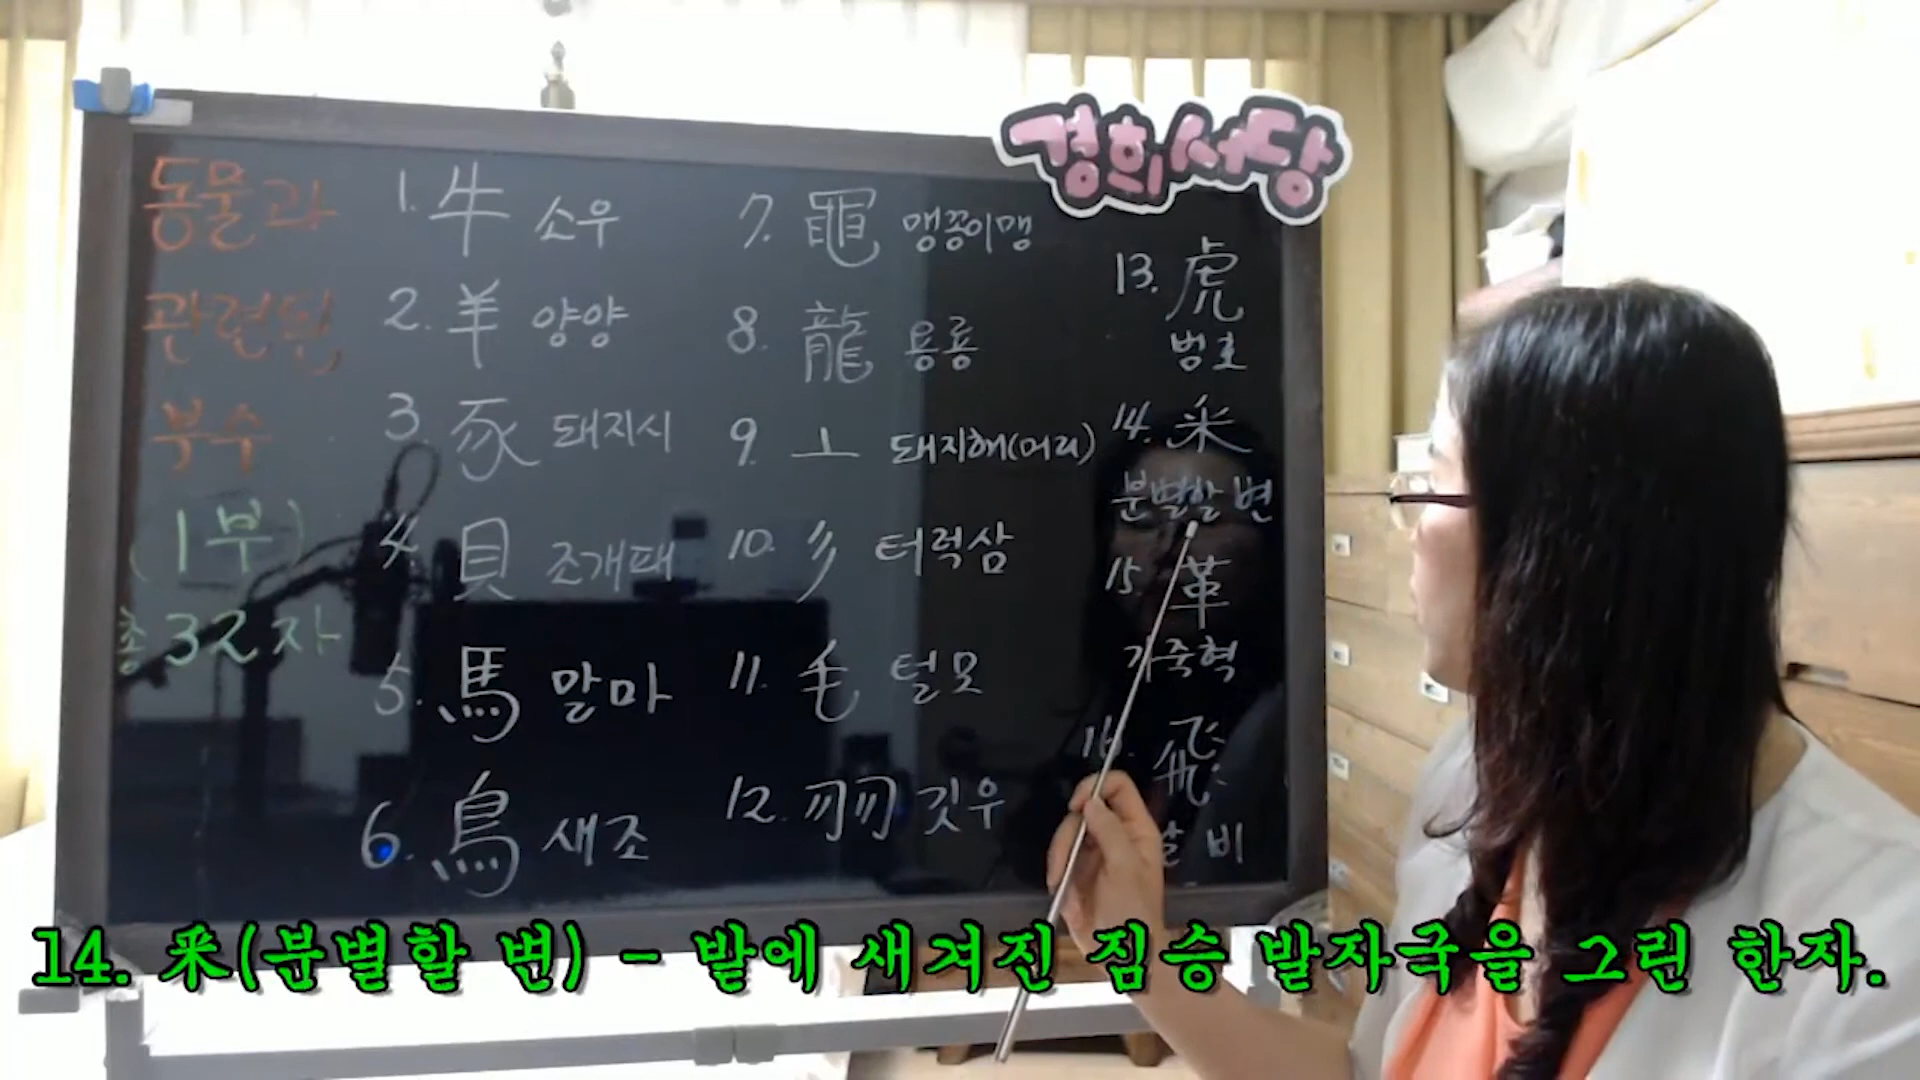 경희서당
동물과
관련된
부수
(1부)
총32자
1. 牛 소우
2. 羊 양양
3. 豕 돼지시
4. 貝 조개패
5. 馬 말마
6. 鳥 새조
7. 黽 맹꽁이맹
8. 龍 용룡
9. 亠 돼지해(머리)
10. 彡 터럭삼
11. 毛 털모
12. 羽 깃우
13. 虎
범호
14. 釆
분별할변
15. 革
가죽혁
16. 飛
날비
14. 釆(분별할 변) - 밭에 새겨진 짐승 발자국을 그린 한자.